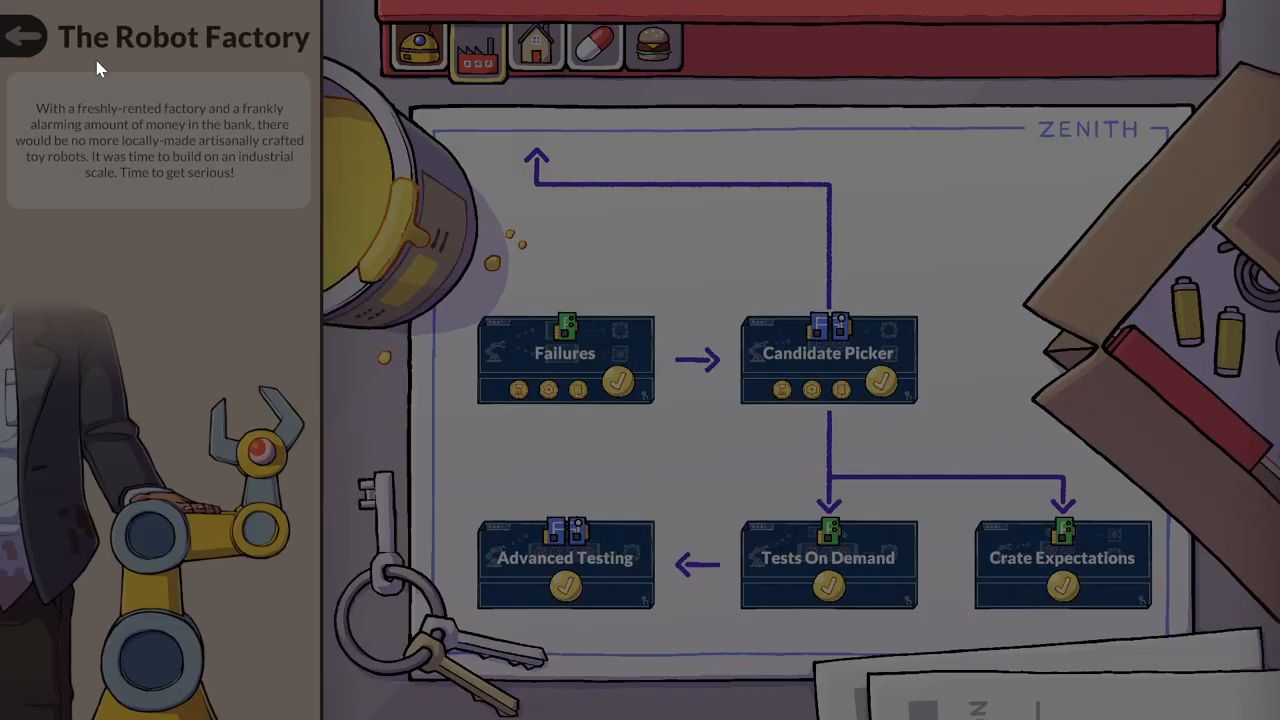 The Robot Factory
With a freshly-rented factory and a frankly
alarming amount of money in the bank, there
would be no more locally-made artisanally crafted
toy robots. It was time to build on an industrial
scale. Time to get serious!
ZENITH
Failures
Candidate Picker
Advanced Testing
Tests On Demand
Crate Expectations